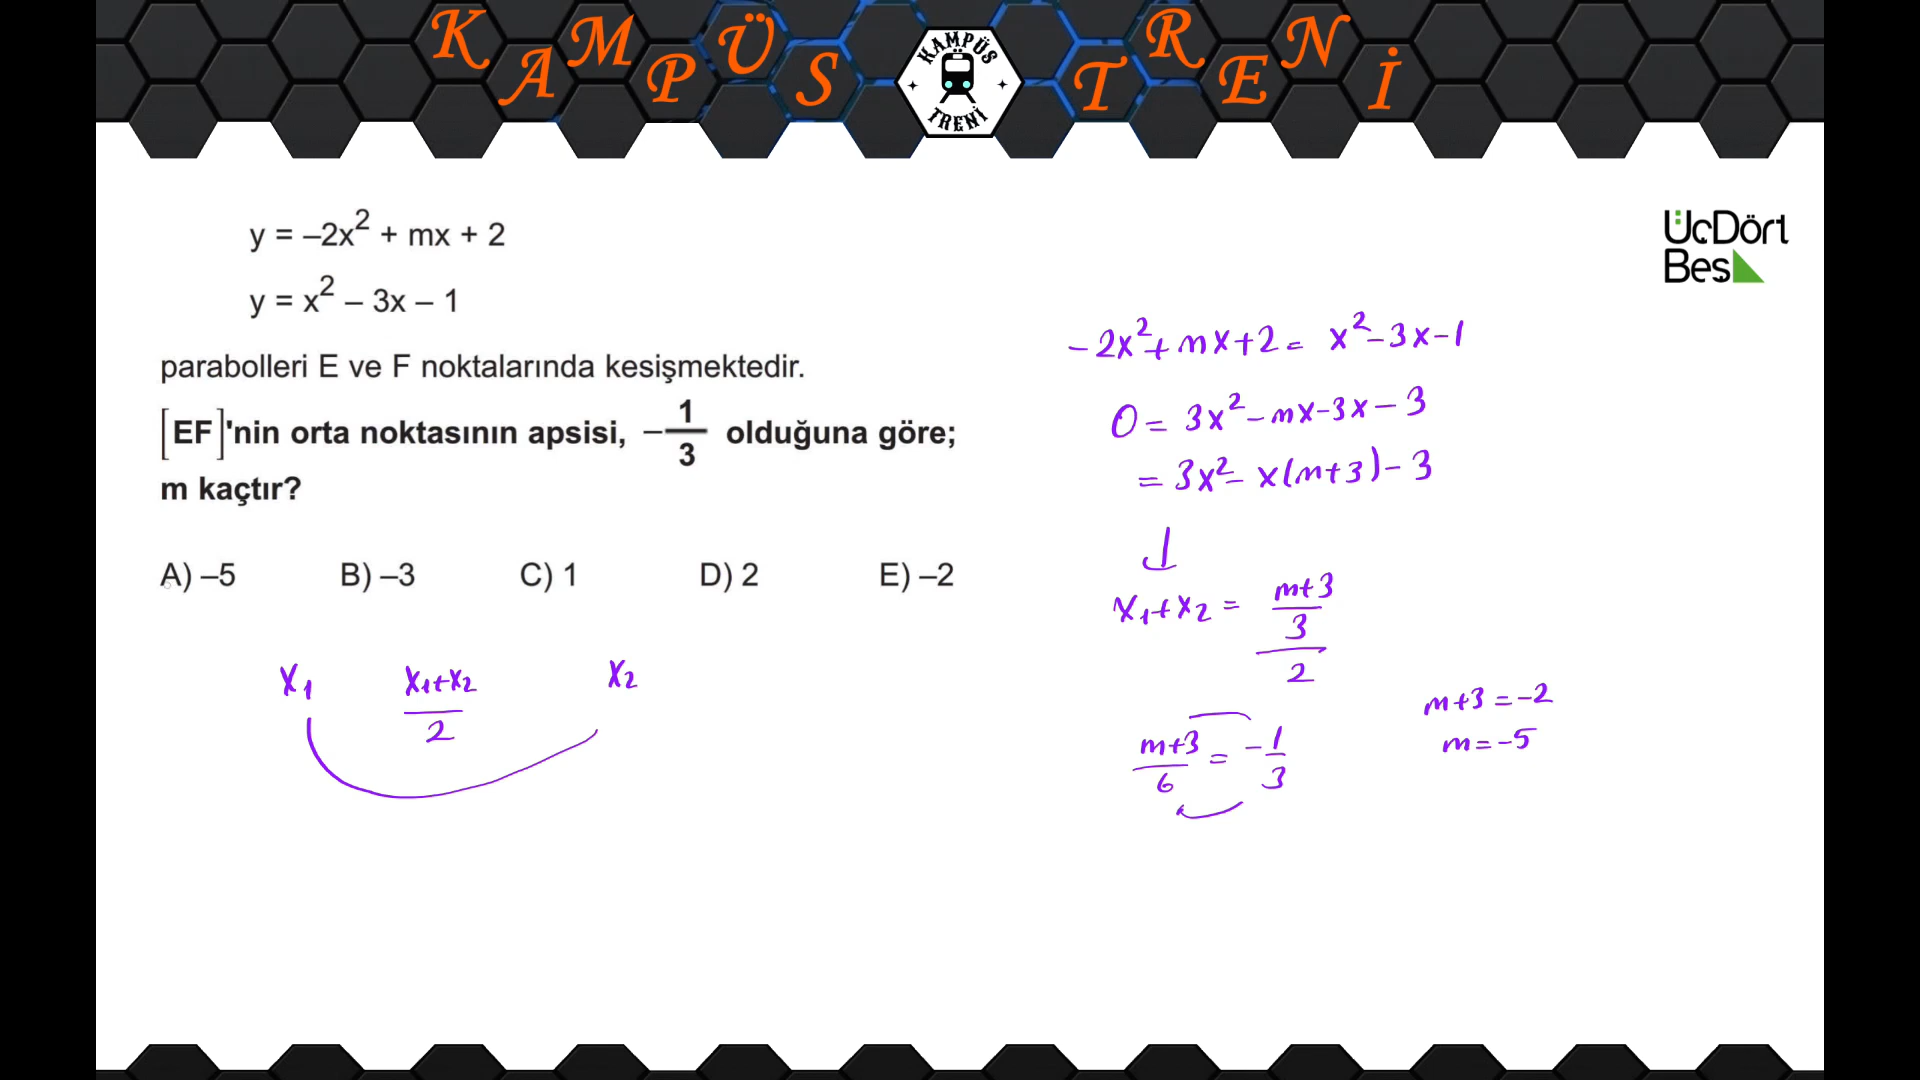 KAMPÜS TRENİ
KAMPÜS
TRENİ
ÜçDört
Beş
y = –2x² + mx + 2
y = x² – 3x – 1
parabolleri E ve F noktalarında kesişmektedir.
[EF]'nin orta noktasının apsisi, –1/3 olduğuna göre;
m kaçtır?
A) –5 B) –3 C) 1 D) 2 E) –2
x₁ (x₁+x₂)/2 x₂
-2x²+mx+2= x²-3x-1
0= 3x²-mx-3x-3
= 3x²- x(m+3)-3
x₁+x₂ = ((m+3)/3)/2
(m+3)/6 = -1/3
m+3=-2
m=-5